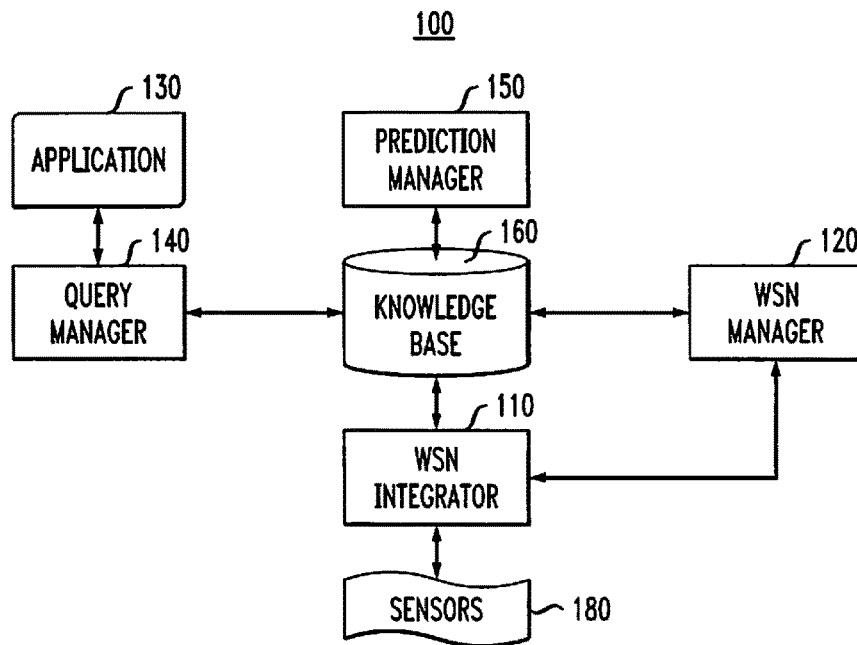 100
130
APPLICATION
150
PREDICTION
MANAGER
140
QUERY
MANAGER
160
KNOWLEDGE
BASE
120
WSN
MANAGER
110
WSN
INTEGRATOR
SENSORS
180